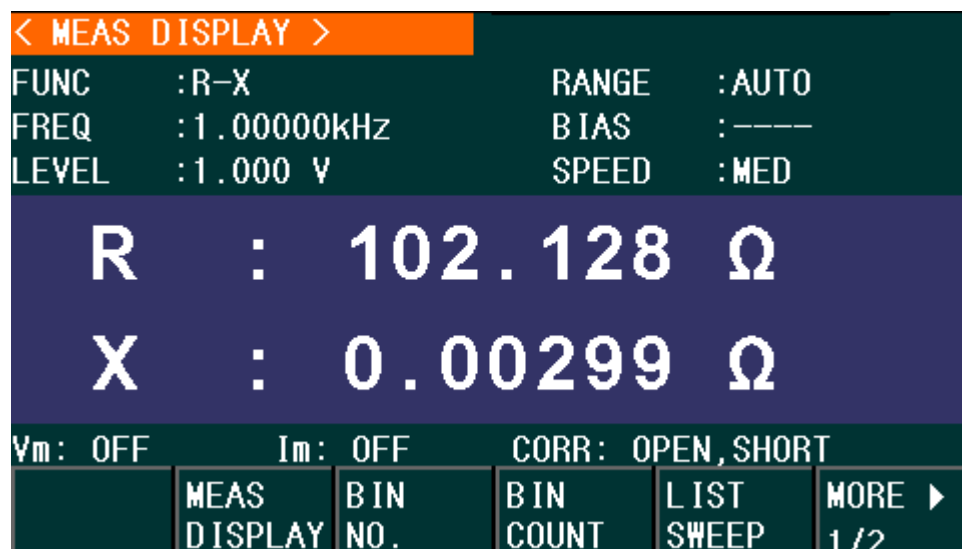 < MEAS DISPLAY >
FUNC :R-X RANGE :AUTO
FREQ :1.00000kHz BIAS :----
LEVEL :1.000 V SPEED :MED
R : 102.128 Ω
X : 0.00299 Ω
Vm: OFF Im: OFF CORR: OPEN,SHORT
MEAS BIN BIN LIST MORE ▶
DISPLAY NO. COUNT SWEEP 1/2